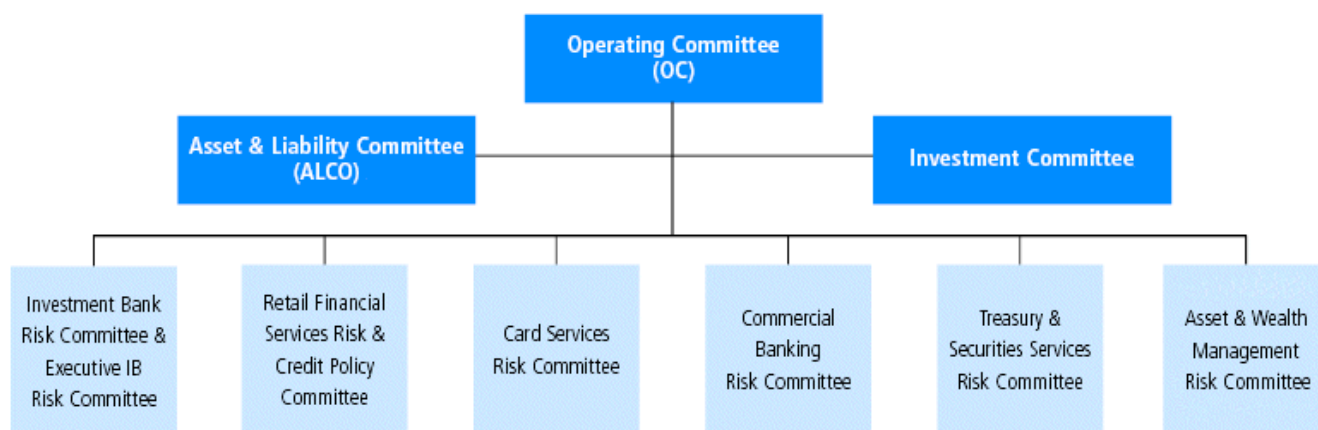 Operating Committee
(OC)
Asset & Liability Committee
(ALCO)
Investment Committee
Investment Bank
Risk Committee &
Executive IB
Risk Committee
Retail Financial
Services Risk &
Credit Policy
Committee
Card Services
Risk Committee
Commercial
Banking
Risk Committee
Treasury &
Securities Services
Risk Committee
Asset & Wealth
Management
Risk Committee